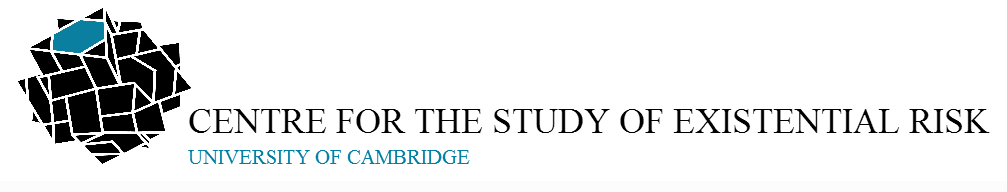 CENTRE FOR THE STUDY OF EXISTENTIAL RISK
UNIVERSITY OF CAMBRIDGE